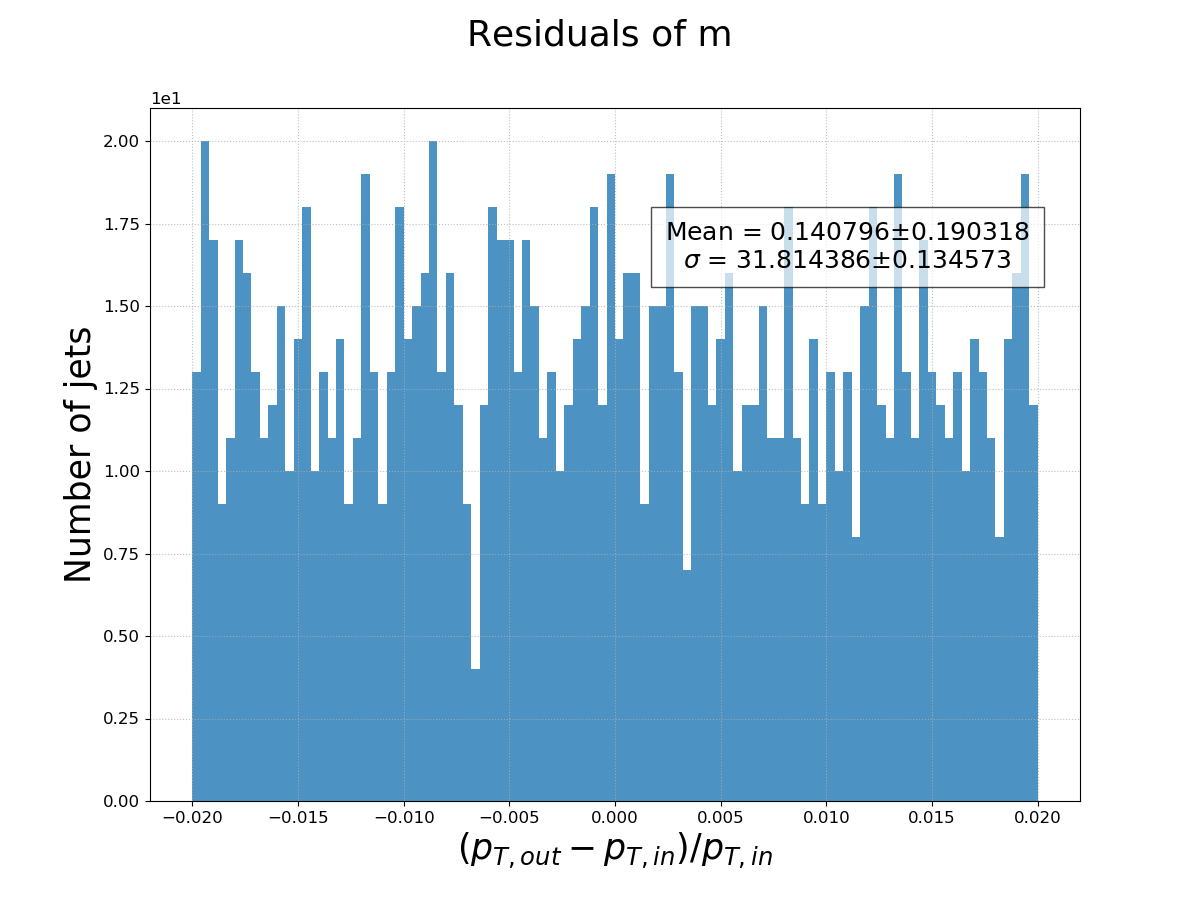 Residuals of m
1e1
2.00
1.75
1.50
1.25
1.00
0.75
0.50
0.25
0.00
Number of jets
Mean = 0.140796±0.190318
σ = 31.814386±0.134573
−0.020 −0.015 −0.010 −0.005 0.000 0.005 0.010 0.015 0.020
(p_{T,out} − p_{T,in})/p_{T,in}